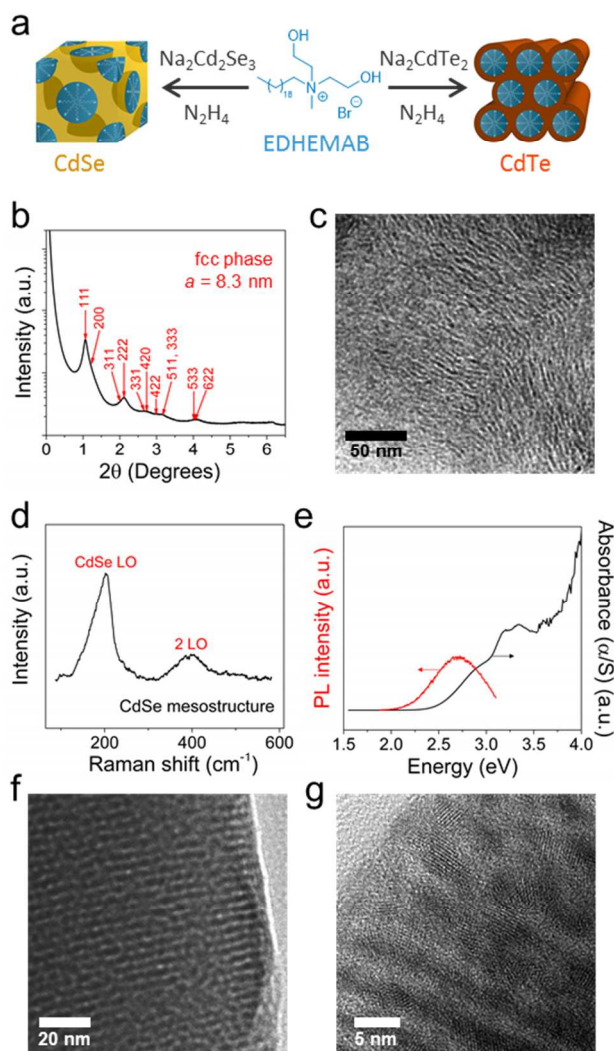 a
OH
Na2Cd2Se3
OH
Na2CdTe2
18
N
⊕
Br⊖
N2H4
N2H4
CdSe
EDHEMAB
CdTe
b
c
Intensity (a.u.)
fcc phase
a = 8.3 nm
111
200
311
222
331
420
422
511, 333
533
622
0 1 2 3 4 5 6
2θ (Degrees)
50 nm
d
e
Intensity (a.u.)
CdSe LO
2 LO
CdSe mesostructure
200 400 600
Raman shift (cm-1)
PL intensity (a.u.)
Absorbance (α/S) (a.u.)
1.5 2.0 2.5 3.0 3.5 4.0
Energy (eV)
f
g
20 nm
5 nm